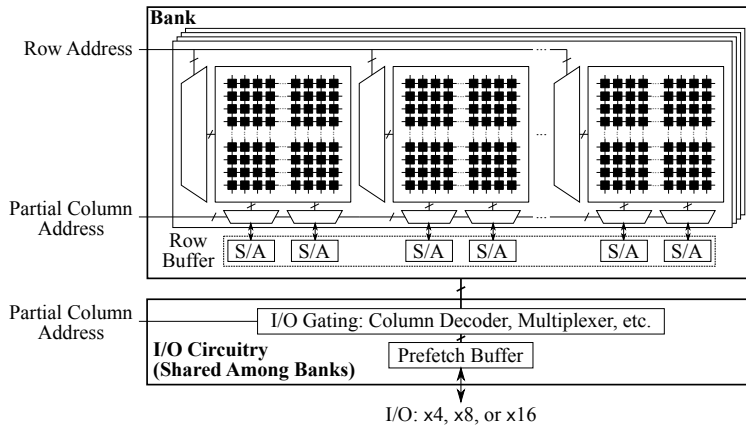 Bank
Row Address
...
...
Partial Column
Address
...
Row
Buffer
S/A S/A S/A S/A S/A S/A
Partial Column
Address
I/O Gating: Column Decoder, Multiplexer, etc.
I/O Circuitry
(Shared Among Banks)
Prefetch Buffer
I/O: x4, x8, or x16